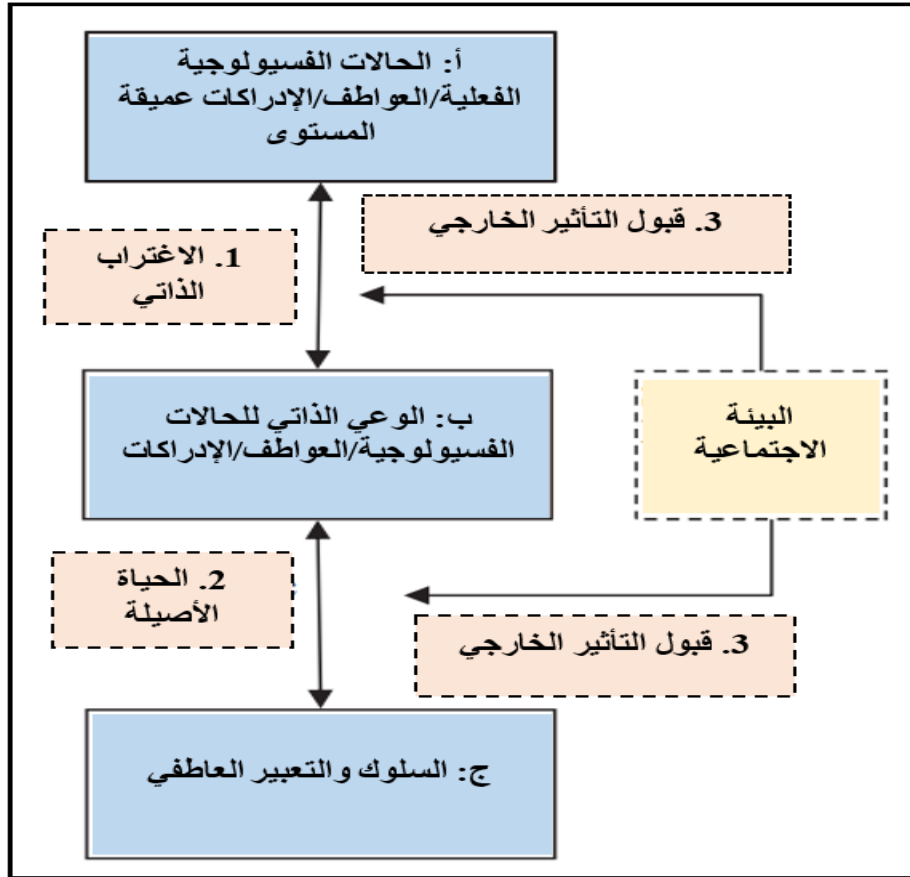 أ: الحالات الفسيولوجية
الفعلية/العواطف/الإدراكات عميقة
المستوى
3. قبول التأثير الخارجي
1. الاغتراب
الذاتي
ب: الوعي الذاتي للحالات
الفسيولوجية/العواطف/الإدراكات
البيئة
الاجتماعية
2. الحياة
الأصيلة
3. قبول التأثير الخارجي
ج: السلوك والتعبير العاطفي